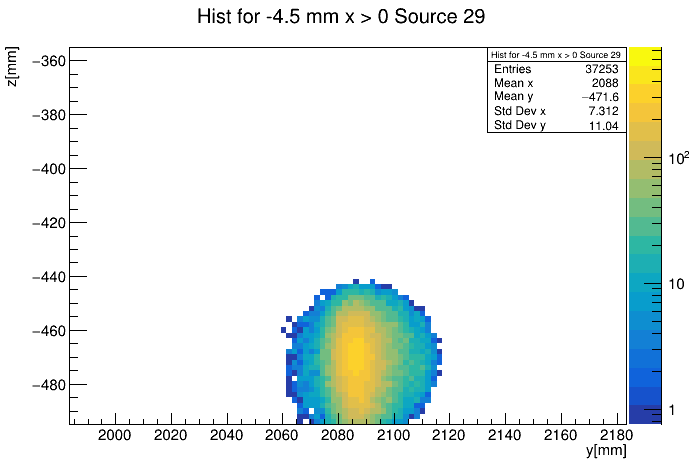 Hist for -4.5 mm x > 0 Source 29
z[mm]
Hist for -4.5 mm x > 0 Source 29
Entries 37253
Mean x 2088
Mean y −471.6
Std Dev x 7.312
Std Dev y 11.04
−360
−380
−400
−420
−440
−460
−480
10²
10
1
2000 2020 2040 2060 2080 2100 2120 2140 2160 2180
y[mm]